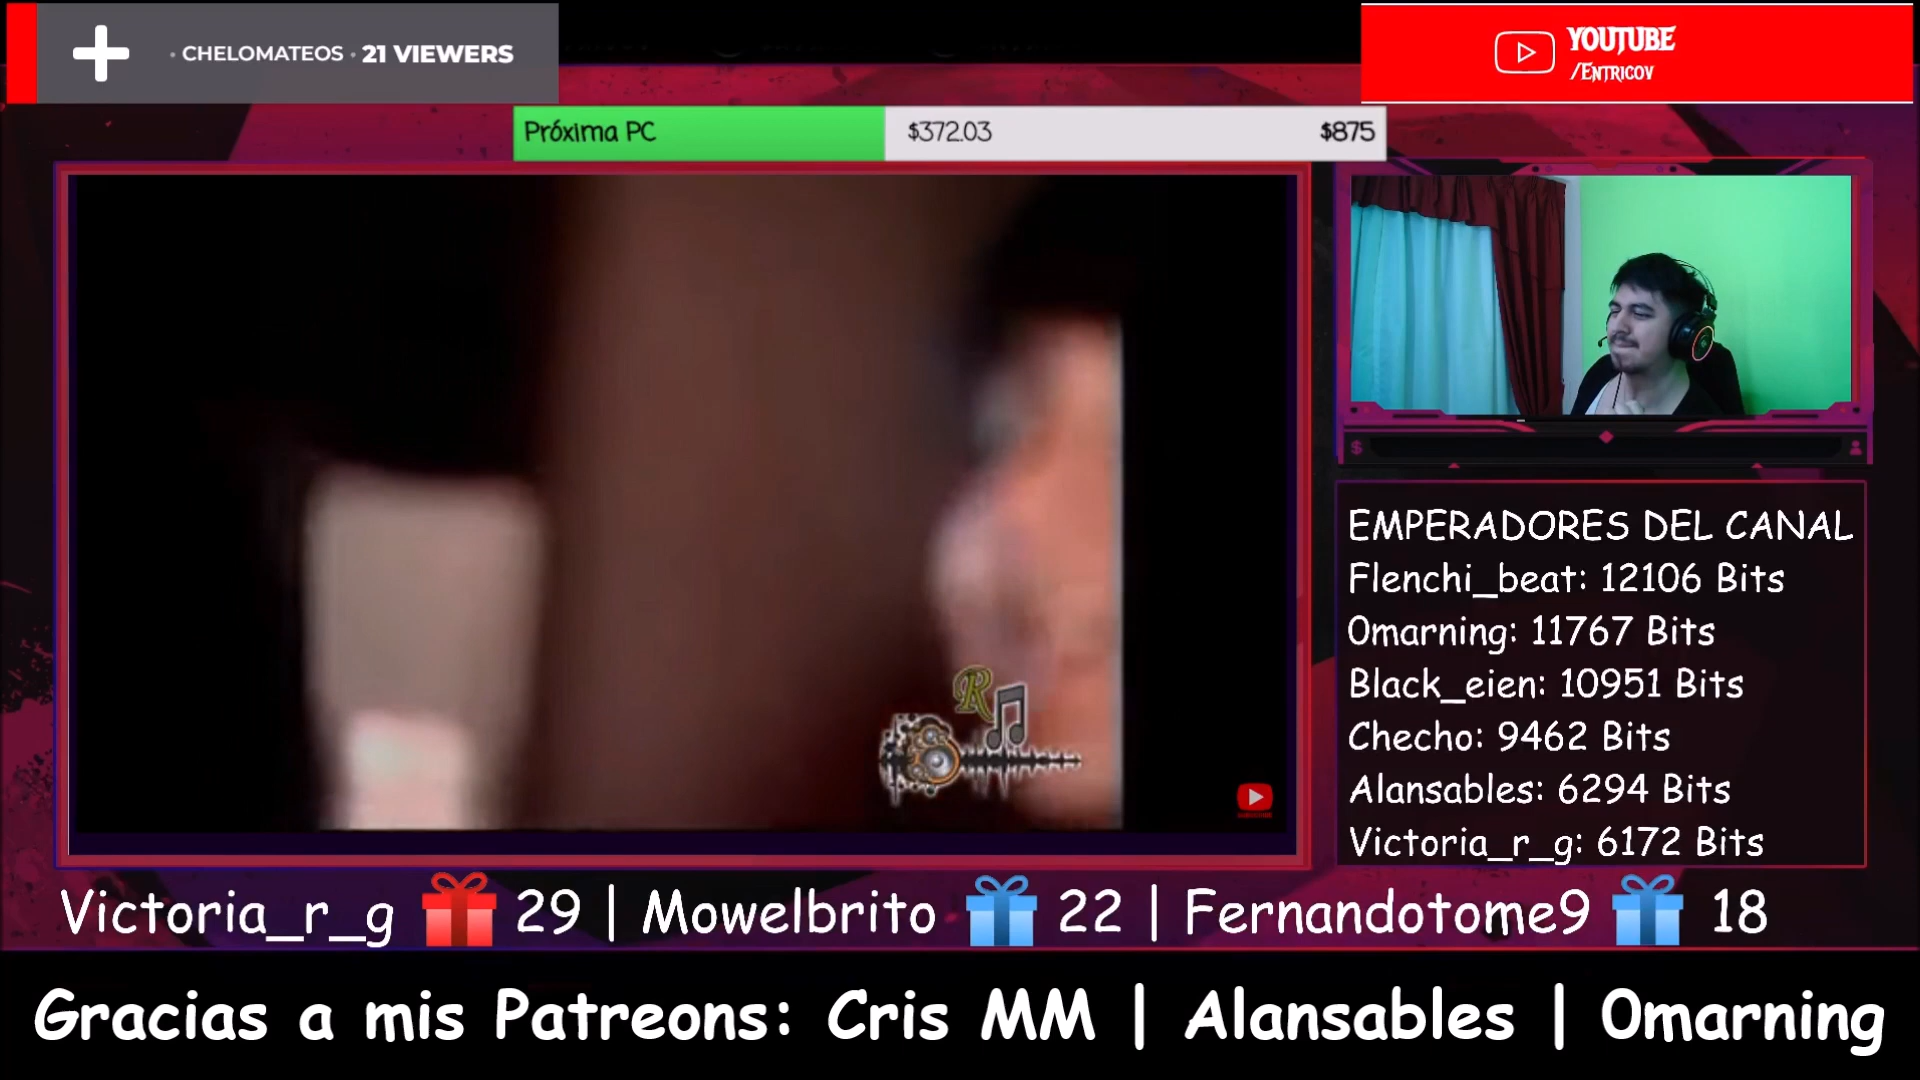 · CHELOMATEOS · 21 VIEWERS
YOUTUBE
/ENTRICOV
Próxima PC $372.03 $875
EMPERADORES DEL CANAL
Flenchi_beat: 12106 Bits
Omarning: 11767 Bits
Black_eien: 10951 Bits
Checho: 9462 Bits
Alansables: 6294 Bits
Victoria_r_g: 6172 Bits
R
Victoria_r_g 29 | Mowelbrito 22 | Fernandotome9 18
Gracias a mis Patreons: Cris MM | Alansables | Omarning